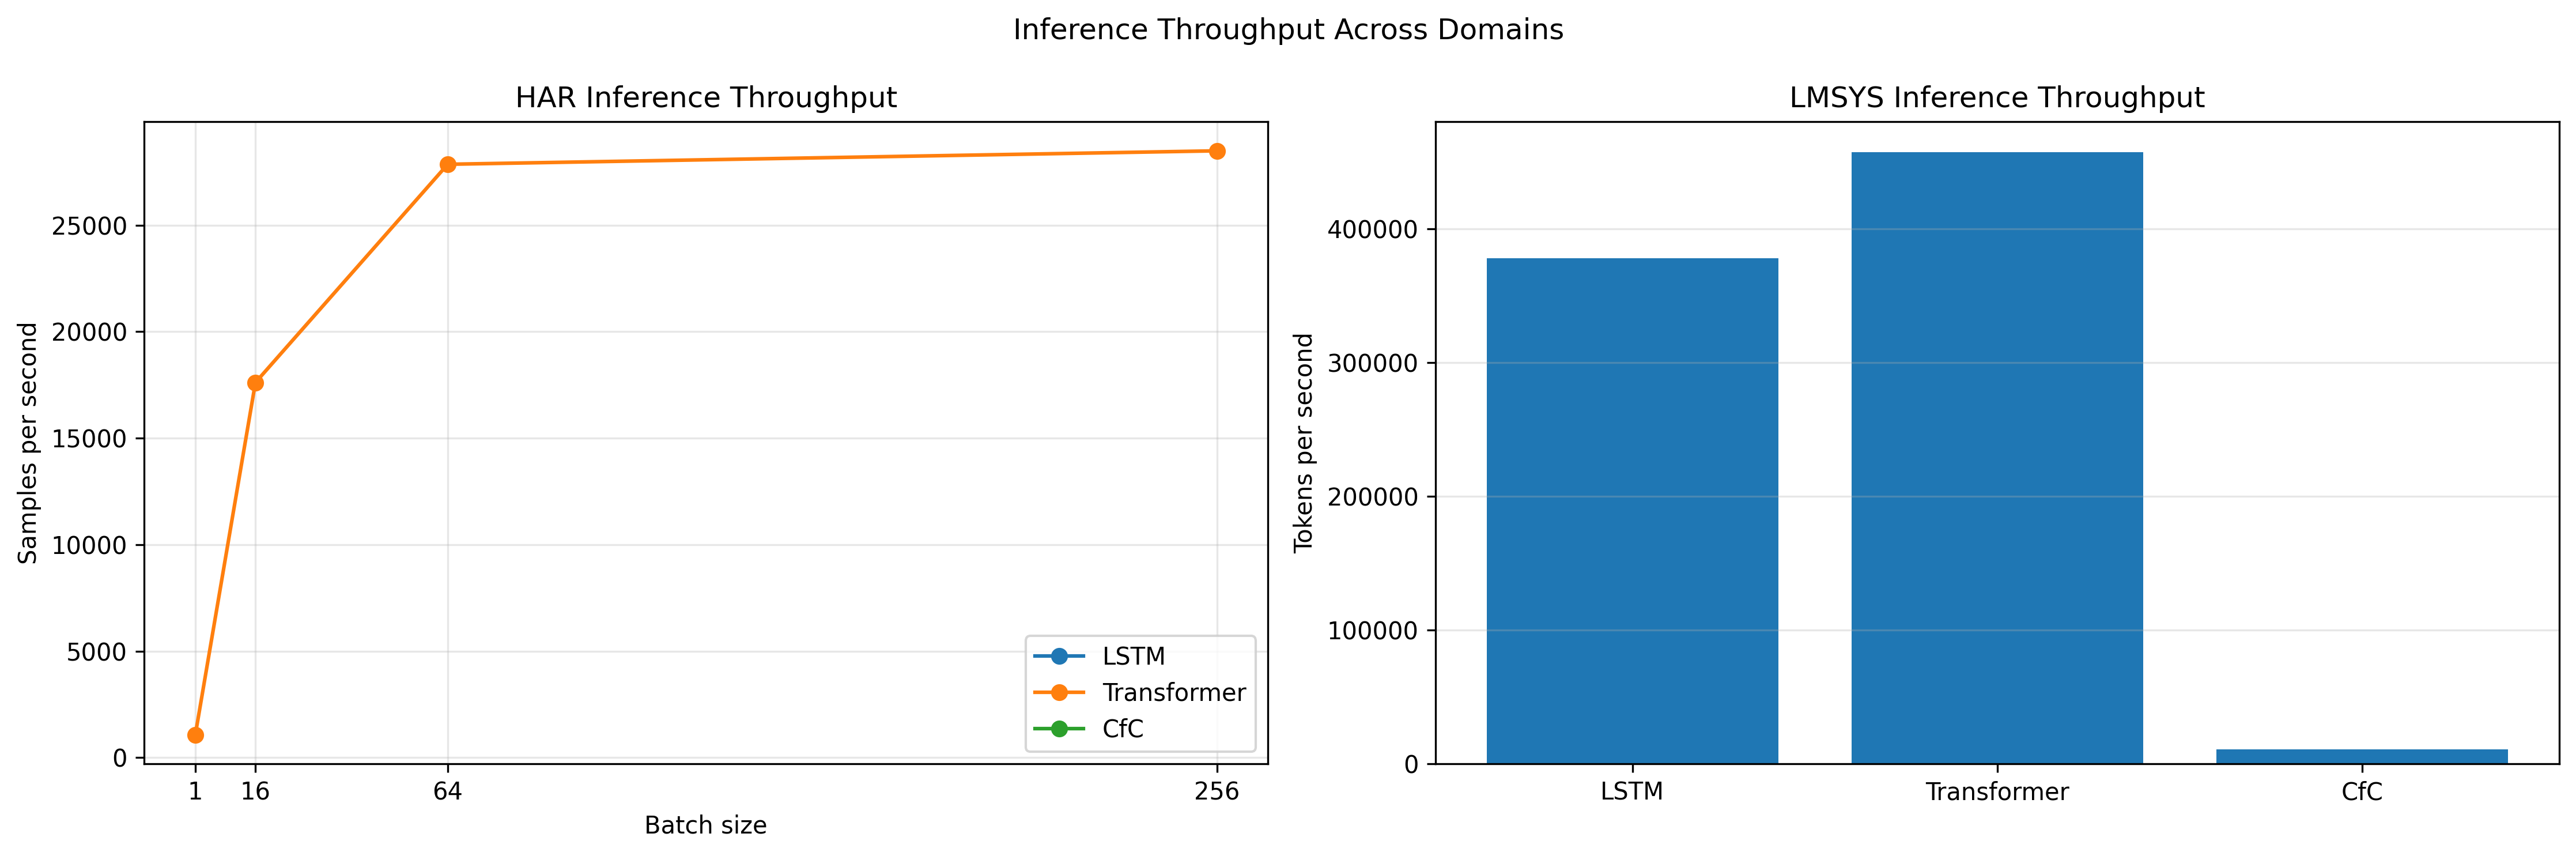 Inference Throughput Across Domains
HAR Inference Throughput
Samples per second
25000
20000
15000
10000
5000
0
1
16
64
256
Batch size
LSTM
Transformer
CfC
LMSYS Inference Throughput
Tokens per second
400000
300000
200000
100000
0
LSTM
Transformer
CfC